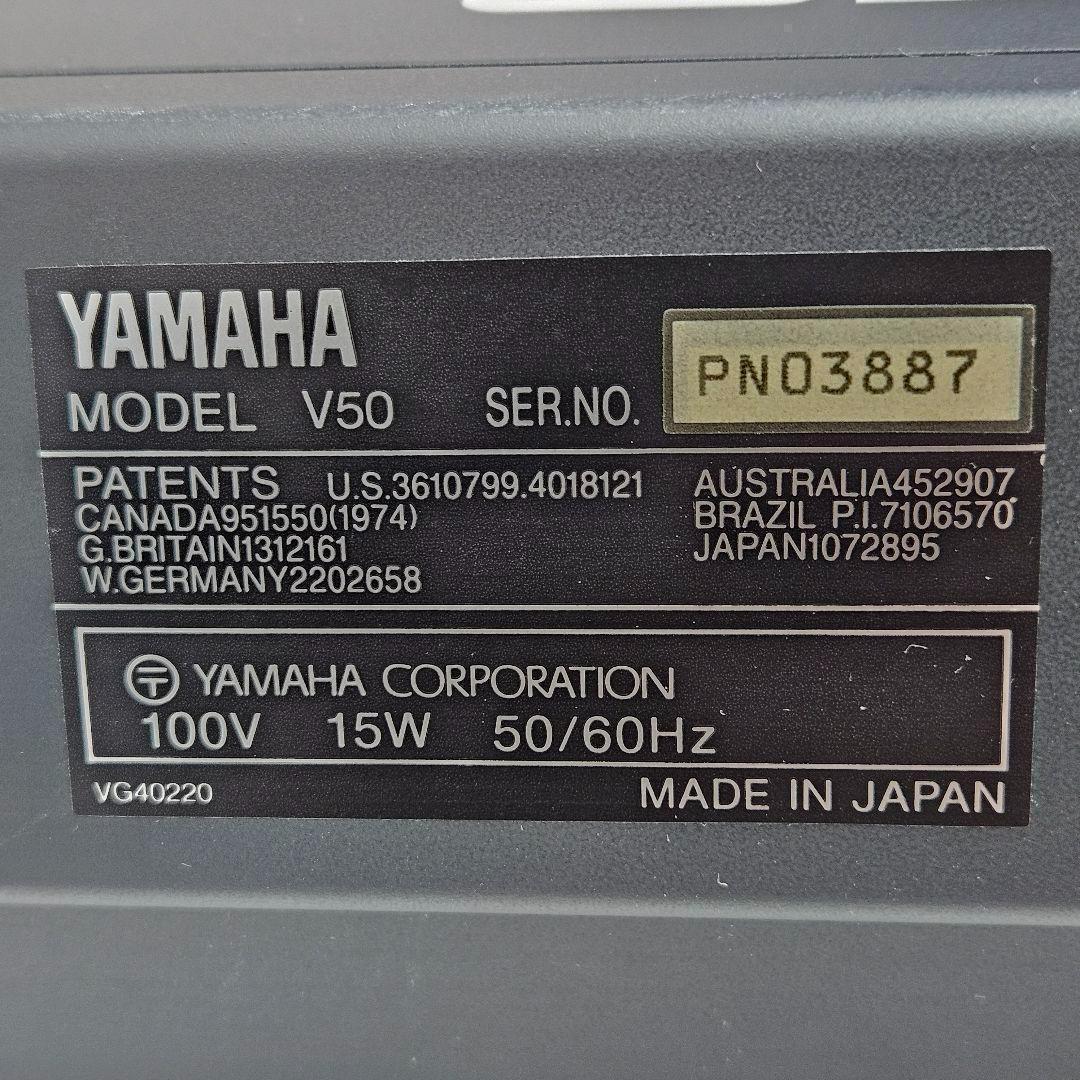 YAMAHA
MODEL V50 SER.NO. PN03887
PATENTS U.S.3610799.4018121
CANADA951550(1974)
G.BRITAIN1312161
W.GERMANY2202658
AUSTRALIA452907.
BRAZIL P.I.7106570
JAPAN1072895
YAMAHA CORPORATION
100V 15W 50/60Hz
VG40220 MADE IN JAPAN